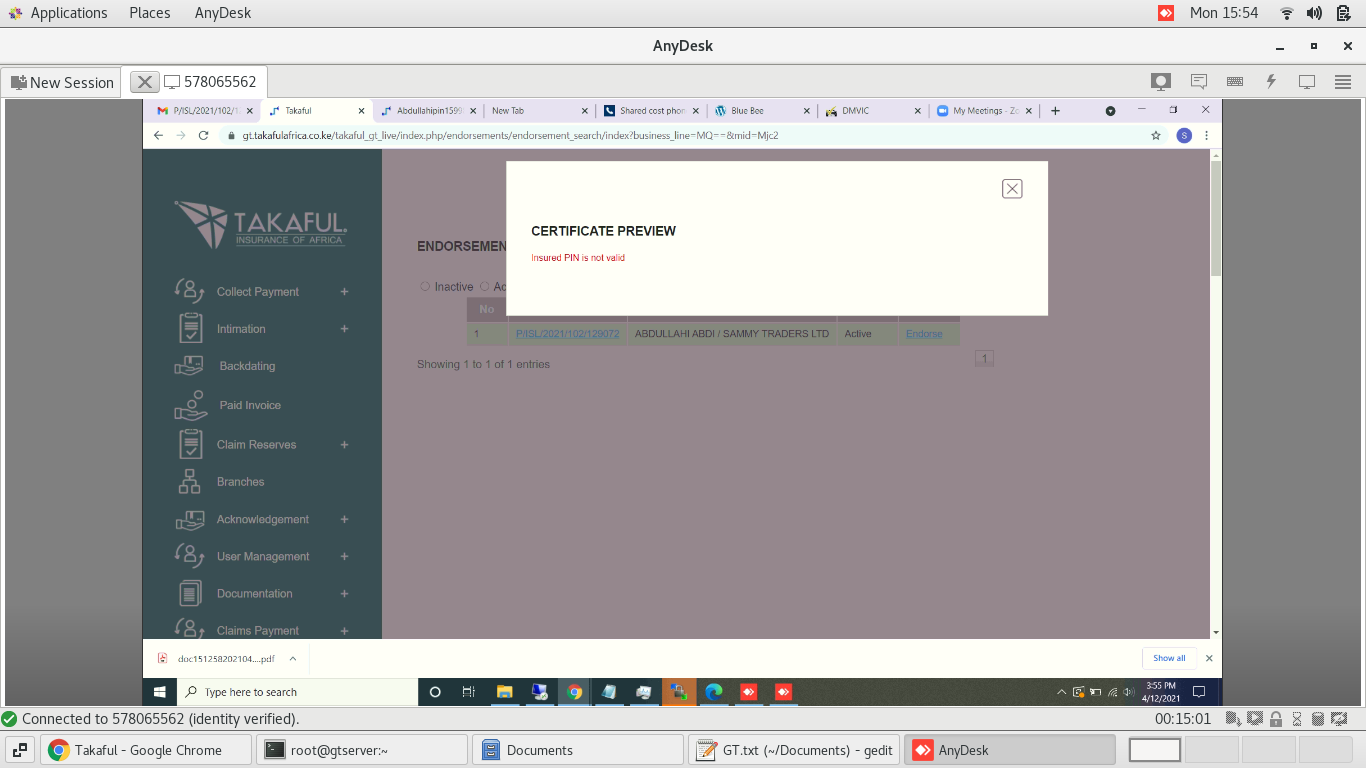 Applications Places AnyDesk Mon 15:54
AnyDesk
New Session 578065562
P/ISL/2021/102/12 Takaful Abdullahipin1599 New Tab Shared cost phon Blue Bee DMVIC My Meetings - Zo
gt.takafulafrica.co.ke/takaful_gt_live/index.php/endorsements/endorsement_search/index?business_line=MQ==&mid=Mjc2 S
TAKAFUL.
INSURANCE OF AFRICA
CERTIFICATE PREVIEW
Insured PIN is not valid
ENDORSEMEN
Inactive Ac
No
1 P/ISL/2021/102/129072 ABDULLAHI ABDI / SAMMY TRADERS LTD Active Endorse
Showing 1 to 1 of 1 entries 1
Collect Payment +
Intimation +
Backdating
Paid Invoice
Claim Reserves +
Branches
Acknowledgement +
User Management +
Documentation +
Claims Payment +
doc151258202104....pdf Show all
Type here to search 3:55 PM
4/12/2021
Connected to 578065562 (identity verified). 00:15:01
Takaful - Google Chrome root@gtserver:~ Documents GT.txt (~/Documents) - gedit AnyDesk